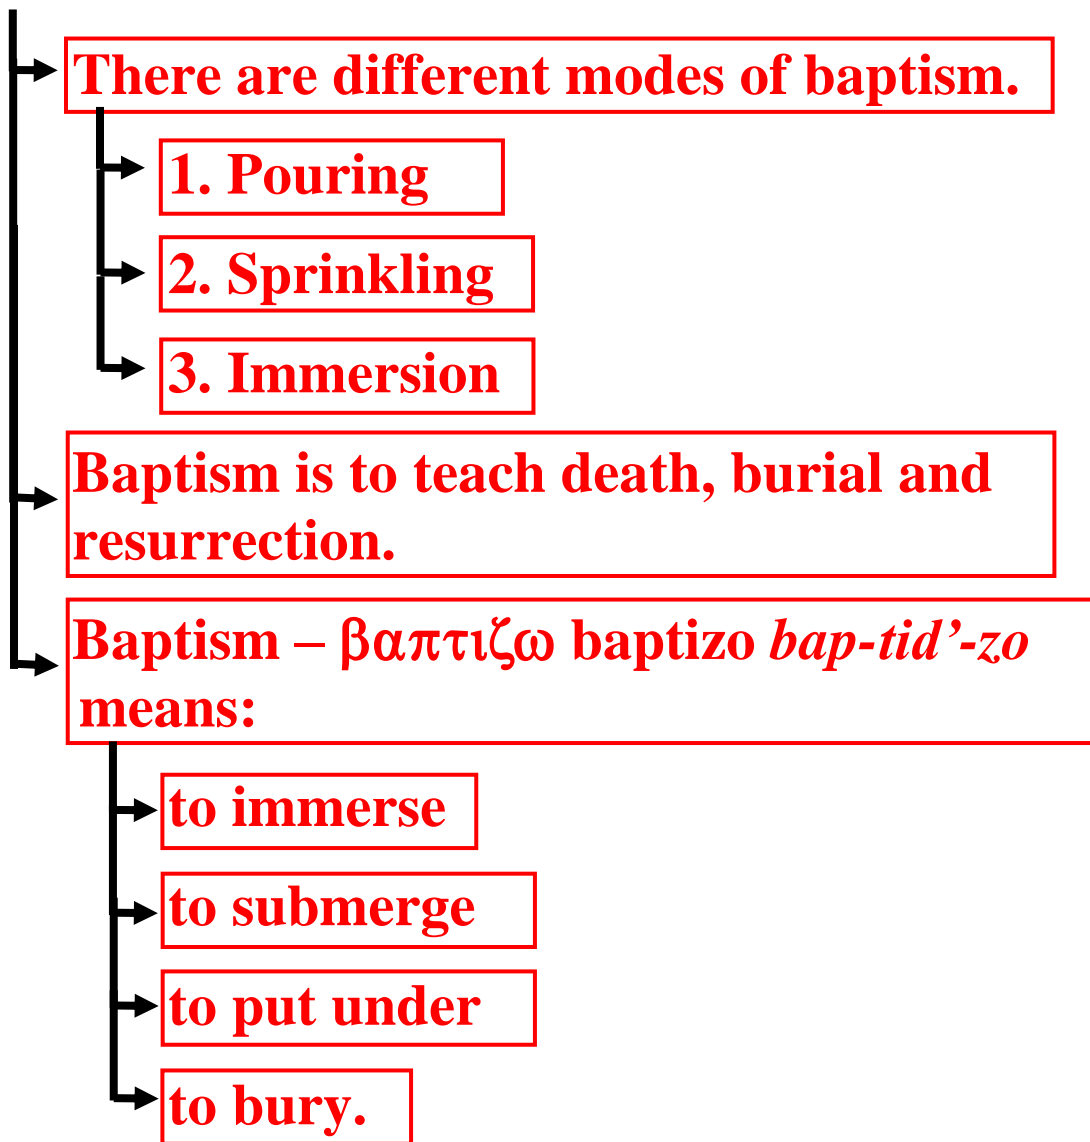 There are different modes of baptism.
1. Pouring
2. Sprinkling
3. Immersion
Baptism is to teach death, burial and
resurrection.
Baptism – βαπτιζω baptizo bap-tid’-zo
means:
to immerse
to submerge
to put under
to bury.